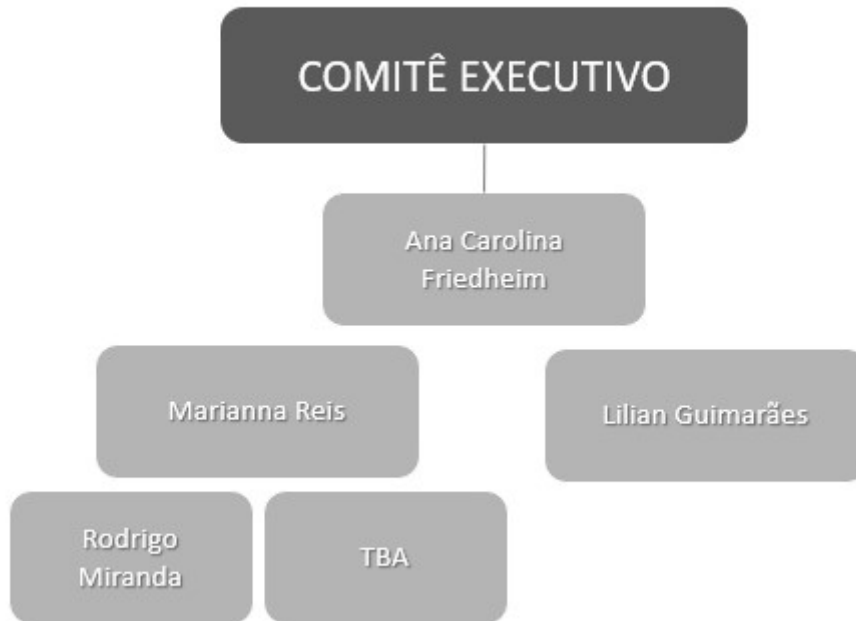 COMITÊ EXECUTIVO
Ana Carolina
Friedheim
Marianna Reis
Lilian Guimarães
Rodrigo
Miranda
TBA